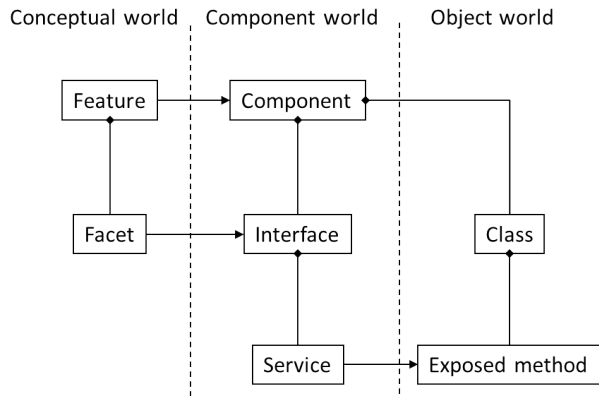 Conceptual world
Component world
Object world
Feature
Component
Facet
Interface
Class
Service
Exposed method